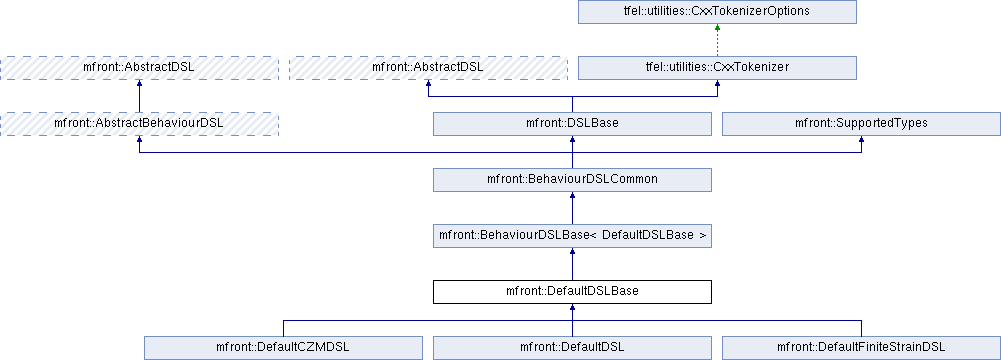 tfel::utilities::CxxTokenizerOptions
mfront::AbstractDSL
mfront::AbstractDSL
tfel::utilities::CxxTokenizer
mfront::AbstractBehaviourDSL
mfront::DSLBase
mfront::SupportedTypes
mfront::BehaviourDSLCommon
mfront::BehaviourDSLBase< DefaultDSLBase >
mfront::DefaultDSLBase
mfront::DefaultCZMDSL
mfront::DefaultDSL
mfront::DefaultFiniteStrainDSL